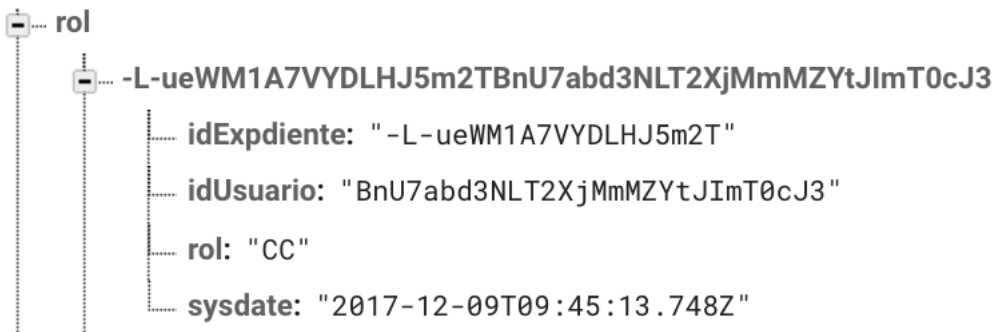 rol
-L-ueWM1A7VYDLHJ5m2TBnU7abd3NLT2XjMmMZYtJImT0cJ3
idExpdiente: "-L-ueWM1A7VYDLHJ5m2T"
idUsuario: "BnU7abd3NLT2XjMmMZYtJImT0cJ3"
rol: "CC"
sysdate: "2017-12-09T09:45:13.748Z"